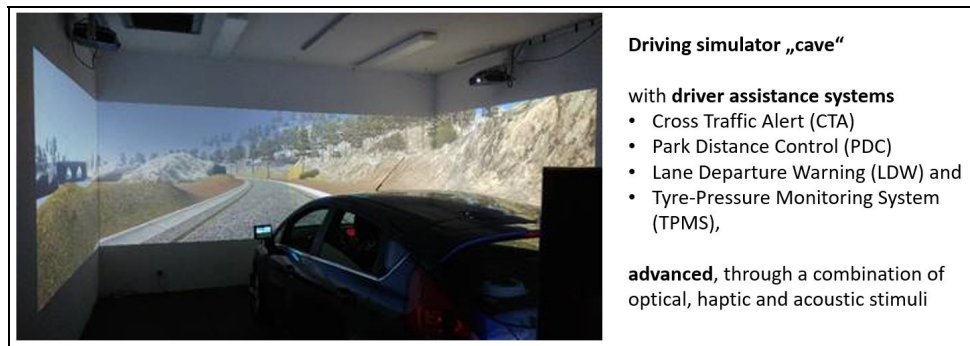 Driving simulator „cave“
with driver assistance systems
• Cross Traffic Alert (CTA)
• Park Distance Control (PDC)
• Lane Departure Warning (LDW) and
• Tyre-Pressure Monitoring System
(TPMS),
advanced, through a combination of
optical, haptic and acoustic stimuli